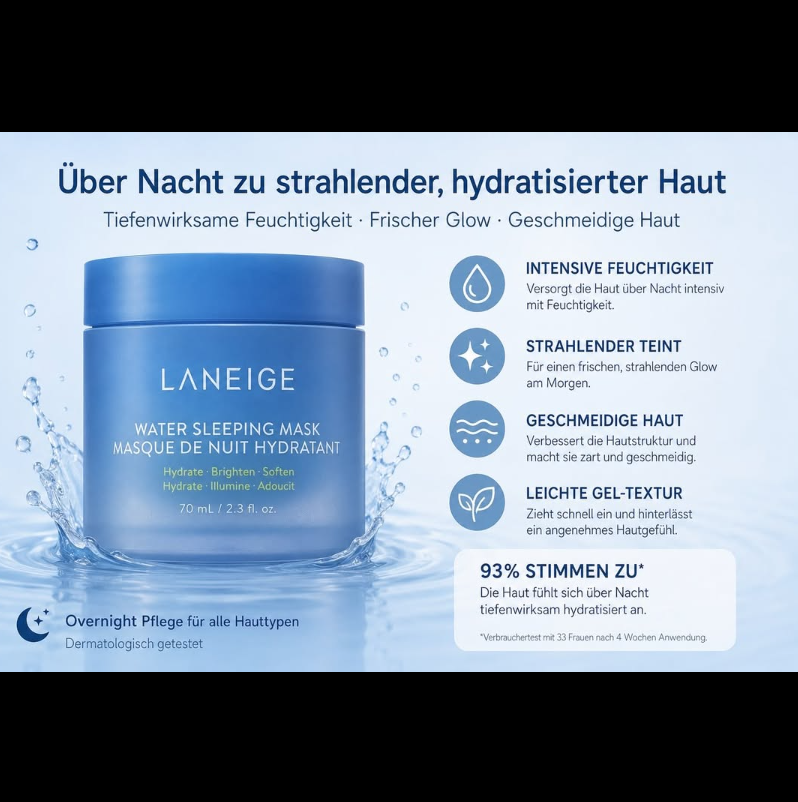 Über Nacht zu strahlender, hydratisierter Haut
Tiefenwirksame Feuchtigkeit · Frischer Glow · Geschmeidige Haut
LANEIGE
WATER SLEEPING MASK
MASQUE DE NUIT HYDRATANT
Hydrate · Brighten · Soften
Hydrate · Illumine · Adoucit
70 mL / 2.3 fl. oz.
INTENSIVE FEUCHTIGKEIT
Versorgt die Haut über Nacht intensiv
mit Feuchtigkeit.
STRAHLENDER TEINT
Für einen frischen, strahlenden Glow
am Morgen.
GESCHMEIDIGE HAUT
Verbessert die Hautstruktur und
macht sie zart und geschmeidig.
LEICHTE GEL-TEXTUR
Zieht schnell ein und hinterlässt
ein angenehmes Hautgefühl.
93% STIMMEN ZU*
Die Haut fühlt sich über Nacht
tiefenwirksam hydratisiert an.
*Verbrauchertest mit 33 Frauen nach 4 Wochen Anwendung.
Overnight Pflege für alle Hauttypen
Dermatologisch getestet